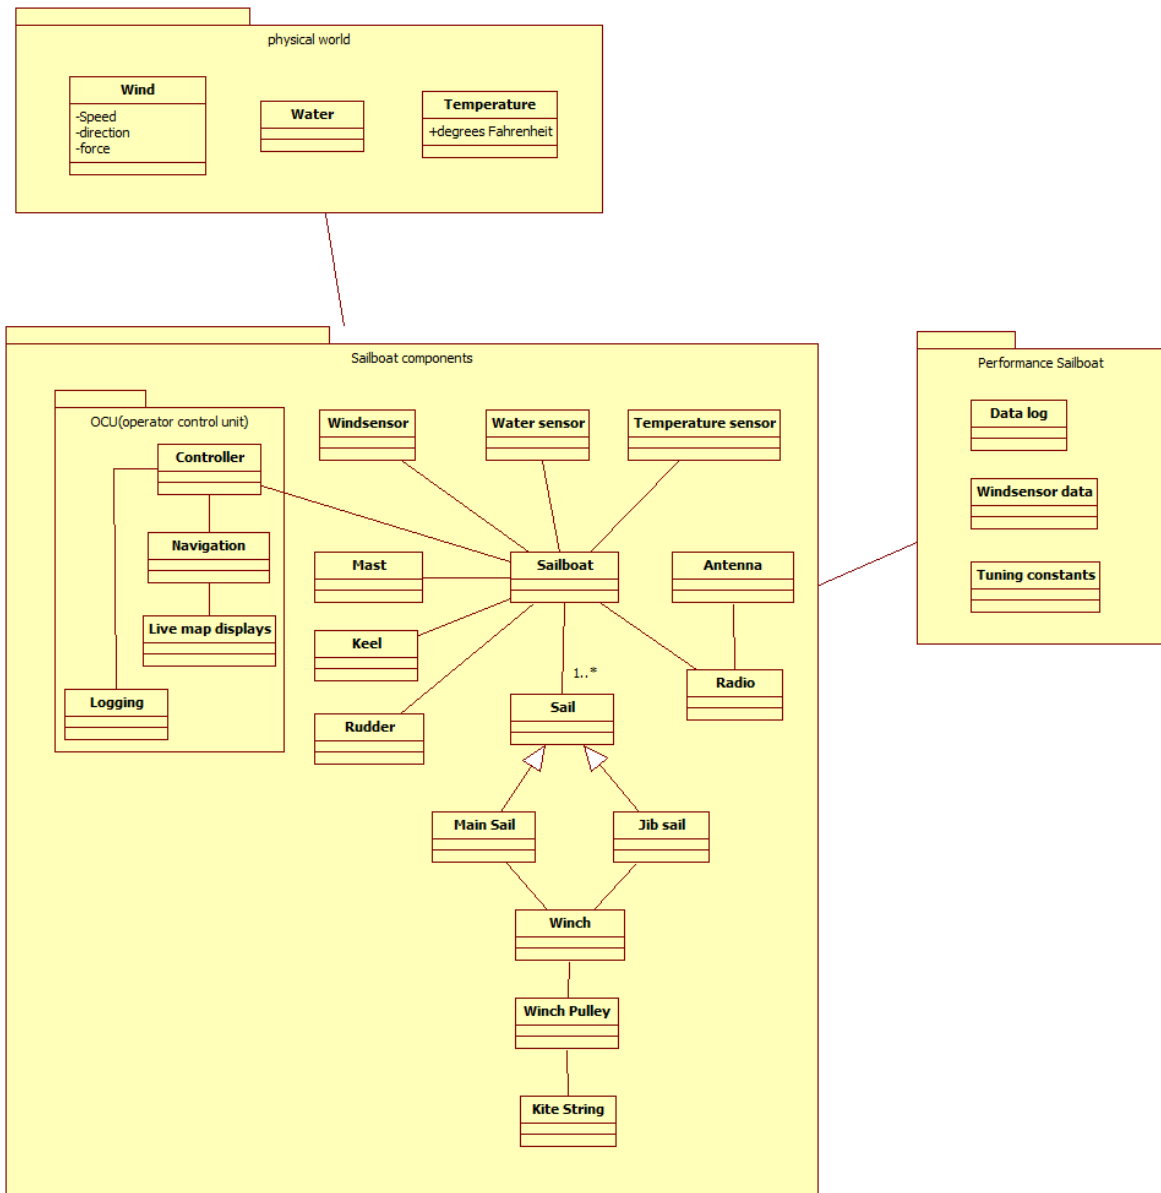 physical world
Wind
-Speed
-direction
-force
Water
Temperature
+degrees Fahrenheit
Sailboat components
OCU(operator control unit)
Controller
Navigation
Live map displays
Logging
Windsensor
Water sensor
Temperature sensor
Mast
Sailboat
Antenna
Keel
Rudder
1..*
Sail
Radio
Main Sail
Jib sail
Winch
Winch Pulley
Kite String
Performance Sailboat
Data log
Windsensor data
Tuning constants